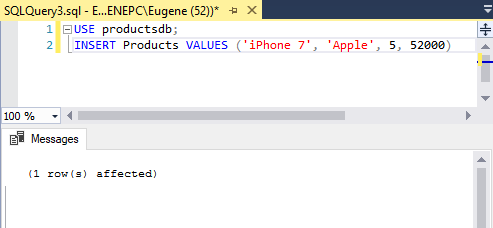 SQLQuery3.sql - E...ENEPC\Eugene (52))*
1 USE productsdb;
2 INSERT Products VALUES ('iPhone 7', 'Apple', 5, 52000)
100 %
Messages
(1 row(s) affected)